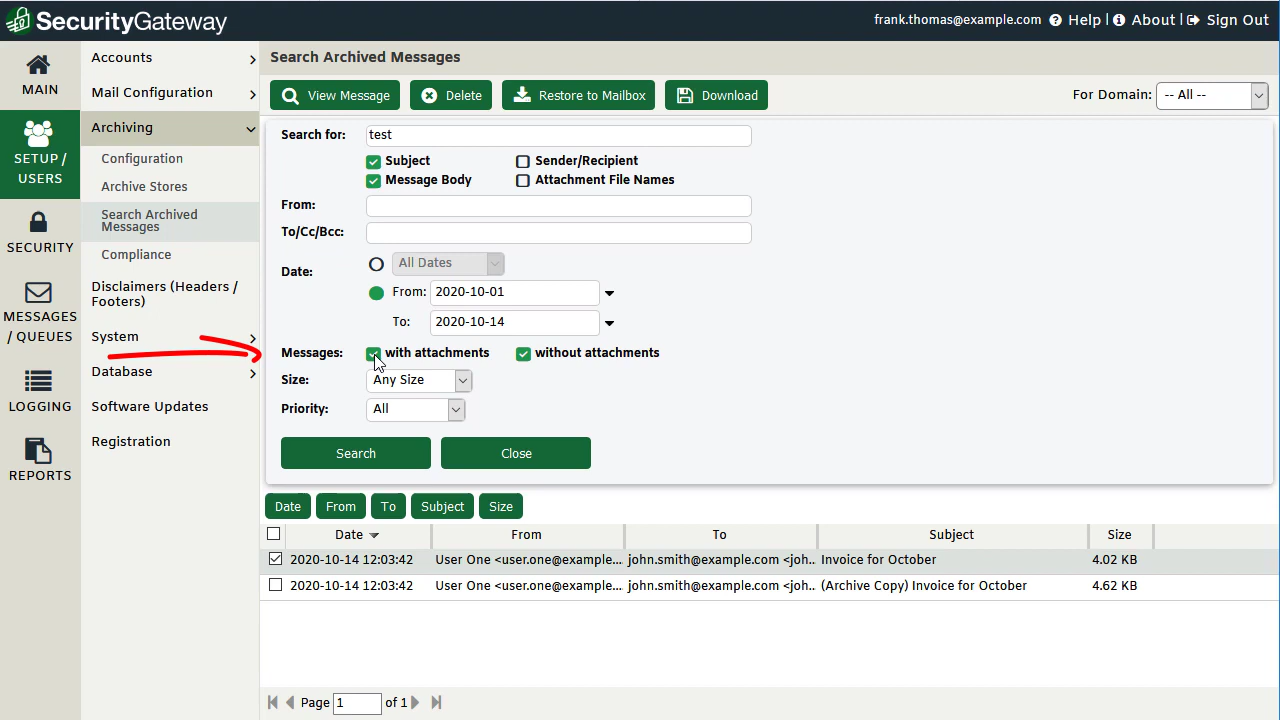 SecurityGateway
frank.thomas@example.com Help | About | Sign Out
MAIN
SETUP /
USERS
SECURITY
MESSAGES
/ QUEUES
LOGGING
REPORTS
Accounts
Mail Configuration
Archiving
Configuration
Archive Stores
Search Archived
Messages
Compliance
Disclaimers (Headers /
Footers)
System
Database
Software Updates
Registration
Search Archived Messages
View Message Delete Restore to Mailbox Download
For Domain: -- All --
Search for: test
Subject Sender/Recipient
Message Body Attachment File Names
From:
To/Cc/Bcc:
Date: All Dates
From: 2020-10-01
To: 2020-10-14
Messages: with attachments without attachments
Size: Any Size
Priority: All
Search Close
Date From To Subject Size
Date From To Subject Size
2020-10-14 12:03:42 User One <user.one@example.... john.smith@example.com <joh.. Invoice for October 4.02 KB
2020-10-14 12:03:42 User One <user.one@example.... john.smith@example.com <joh.. (Archive Copy) Invoice for October 4.62 KB
Page 1 of 1